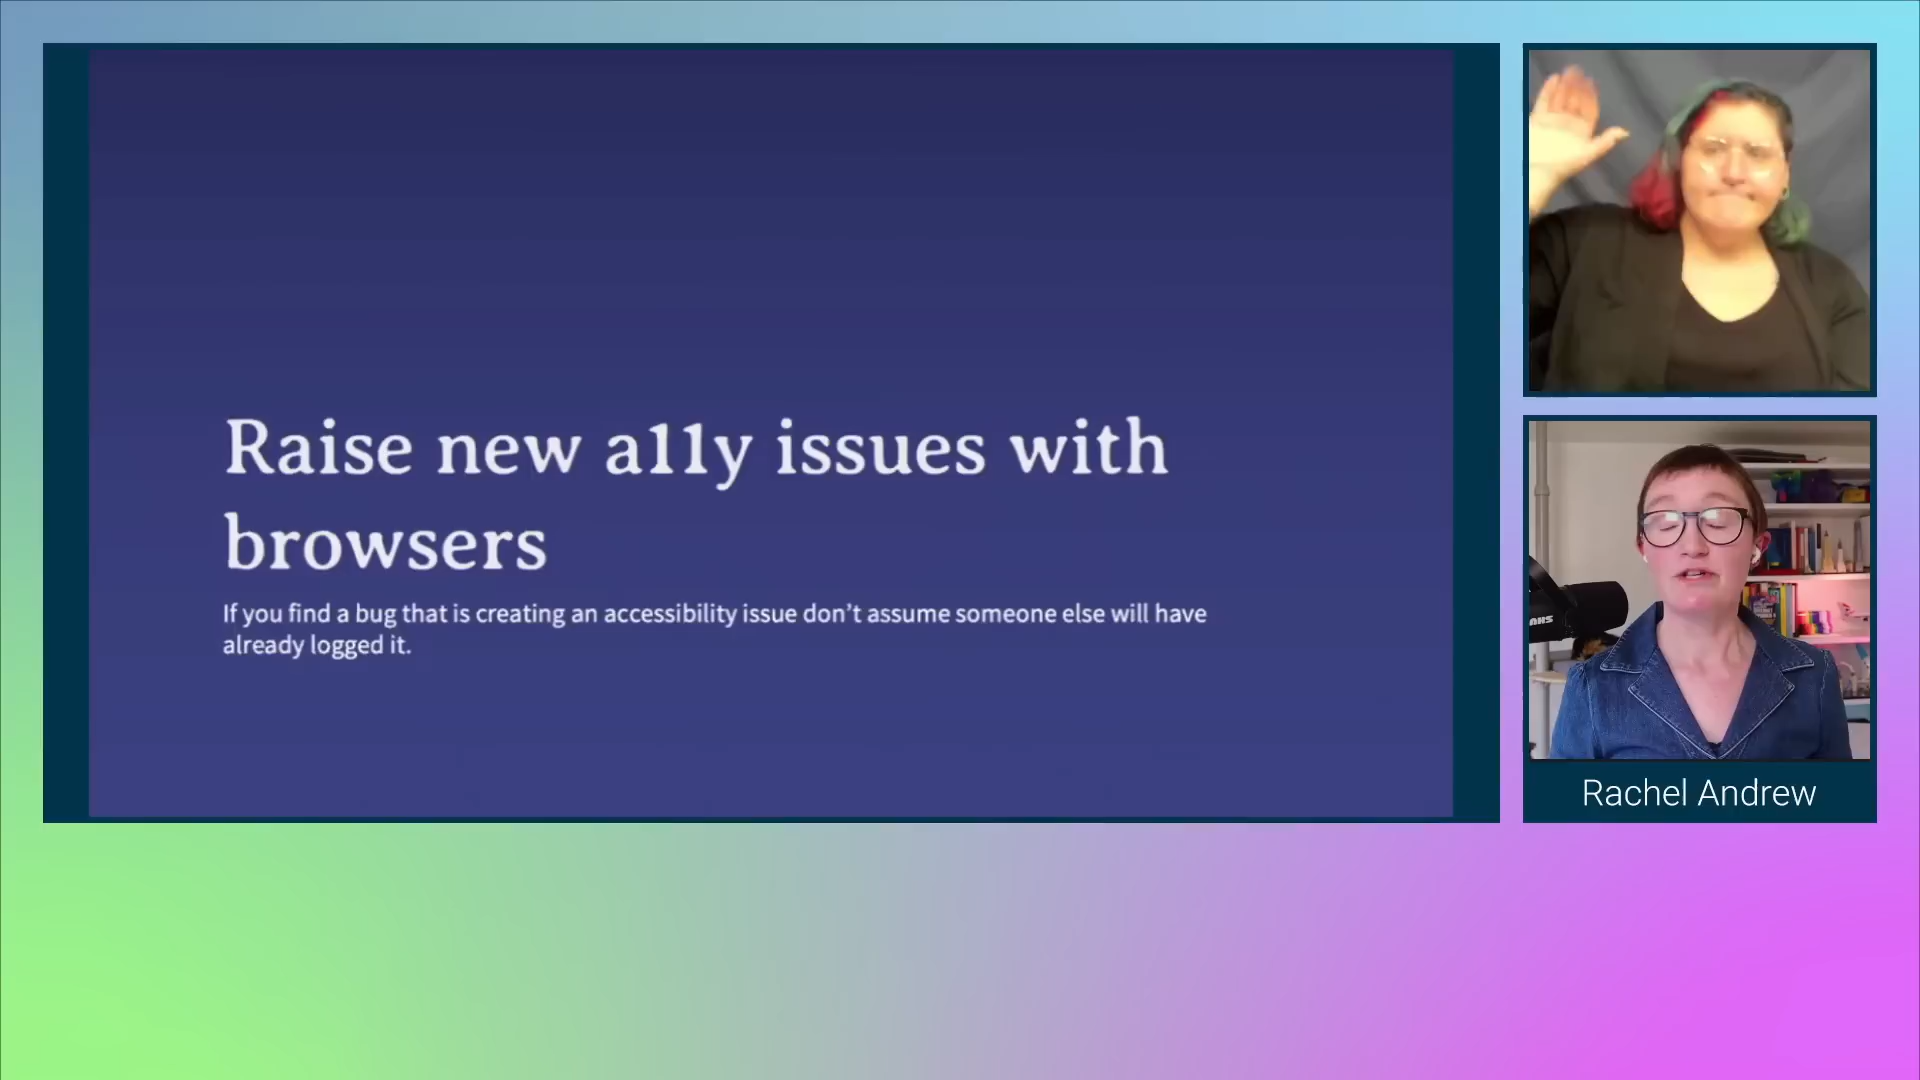 Raise new a11y issues with
browsers
If you find a bug that is creating an accessibility issue don’t assume someone else will have
already logged it.
Rachel Andrew